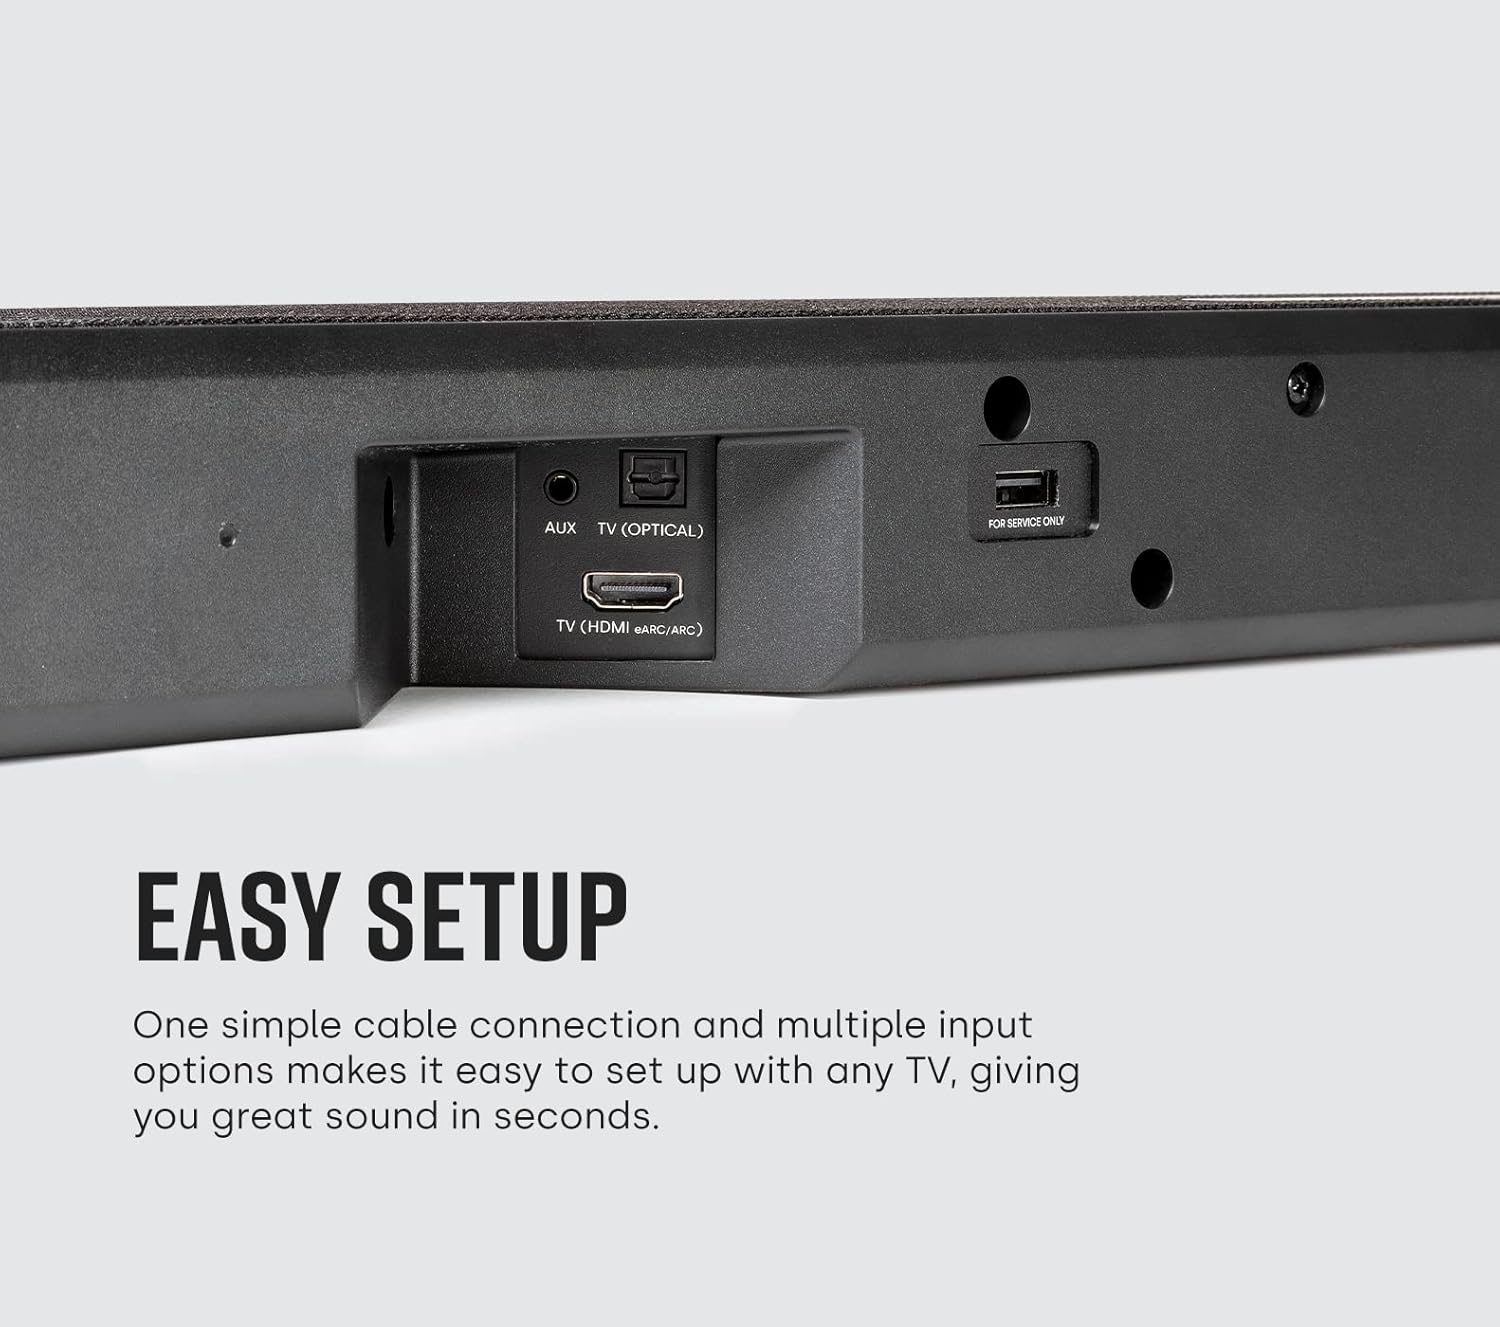 AUX TV (OPTICAL)
TV (HDMI eARC/ARC)
FOR SERVICE ONLY
EASY SETUP
One simple cable connection and multiple input
options makes it easy to set up with any TV, giving
you great sound in seconds.